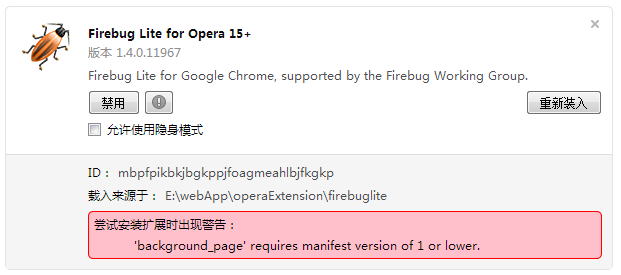 Firebug Lite for Opera 15+
版本 1.4.0.11967
Firebug Lite for Google Chrome, supported by the Firebug Working Group.
禁用 重新装入
允许使用隐身模式
ID： mbpfpikbkjbgkppjfoagmeahlbjfkgkp
载入来源于： E:\webApp\operaExtension\firebuglite
尝试安装扩展时出现警告：
'background_page' requires manifest version of 1 or lower.